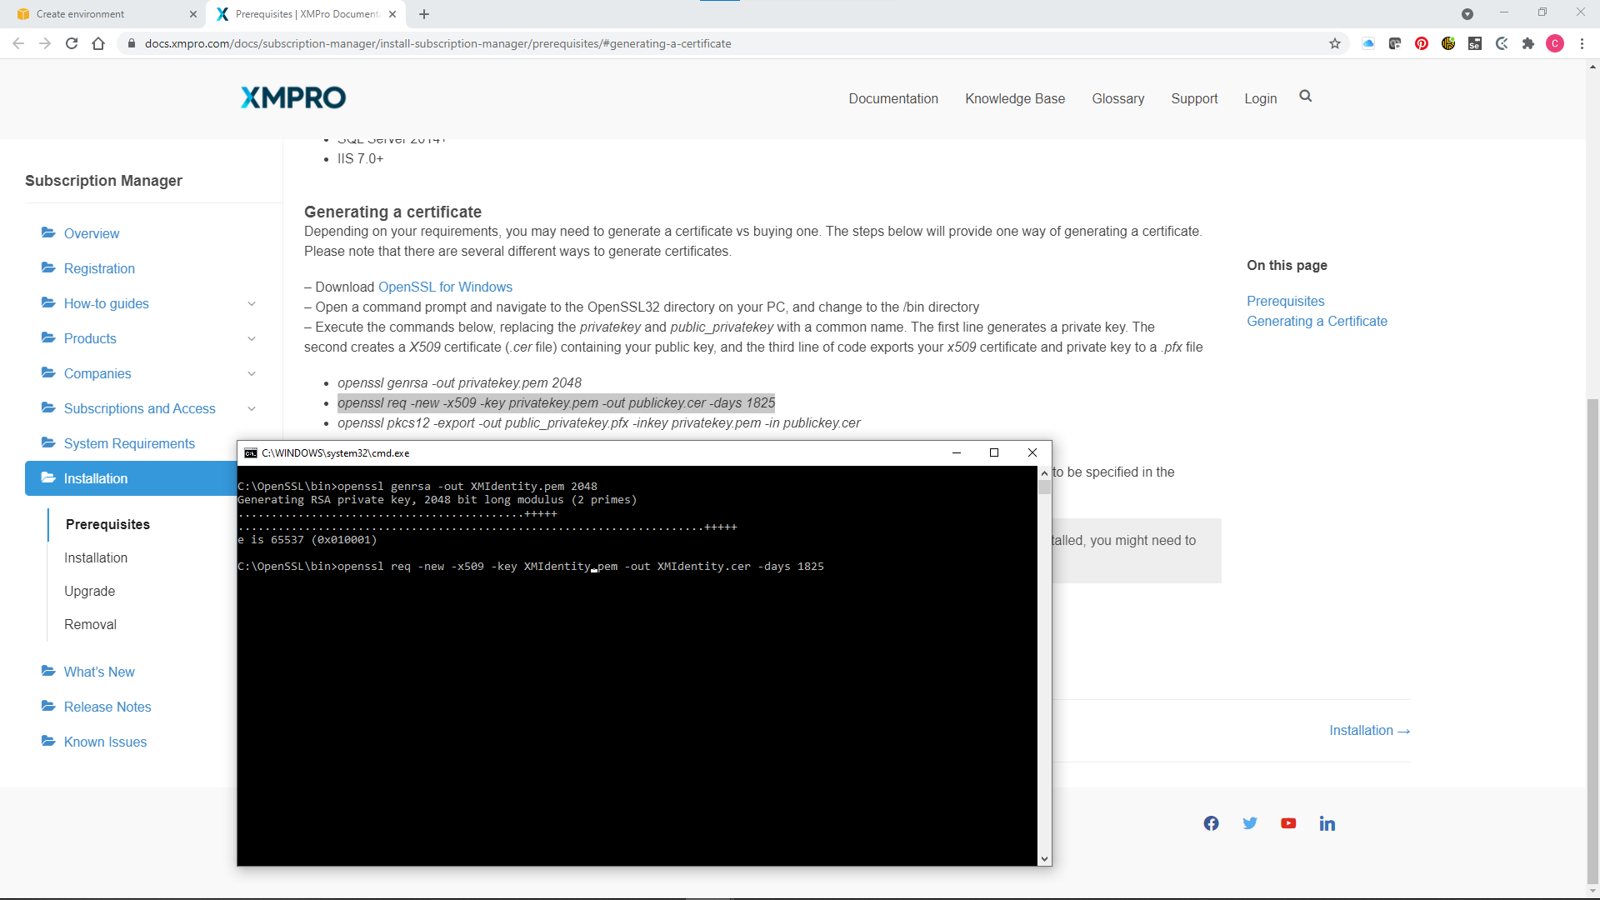 Create environment
Prerequisites | XMPro Documenta
docs.xmpro.com/docs/subscription-manager/install-subscription-manager/prerequisites/#generating-a-certificate
Se
C
XMPRO
Documentation
Knowledge Base
Glossary
Support
Login
SQL Server 2014+
IIS 7.0+
Subscription Manager
Overview
Registration
How-to guides
Products
Companies
Subscriptions and Access
System Requirements
Installation
Prerequisites
Installation
Upgrade
Removal
What's New
Release Notes
Known Issues
Generating a certificate
Depending on your requirements, you may need to generate a certificate vs buying one. The steps below will provide one way of generating a certificate.
Please note that there are several different ways to generate certificates.
– Download OpenSSL for Windows
– Open a command prompt and navigate to the OpenSSL32 directory on your PC, and change to the /bin directory
– Execute the commands below, replacing the privatekey and public_privatekey with a common name. The first line generates a private key. The
second creates a X509 certificate (.cer file) containing your public key, and the third line of code exports your x509 certificate and private key to a .pfx file
openssl genrsa -out privatekey.pem 2048
openssl req -new -x509 -key privatekey.pem -out publickey.cer -days 1825
openssl pkcs12 -export -out public_privatekey.pfx -inkey privatekey.pem -in publickey.cer
to be specified in the
talled, you might need to
On this page
Prerequisites
Generating a Certificate
C:\WINDOWS\system32\cmd.exe
C:\OpenSSL\bin>openssl genrsa -out XMIdentity.pem 2048
Generating RSA private key, 2048 bit long modulus (2 primes)
...........................................+++++
......................................................................+++++
e is 65537 (0x010001)
C:\OpenSSL\bin>openssl req -new -x509 -key XMIdentity.pem -out XMIdentity.cer -days 1825
Installation →